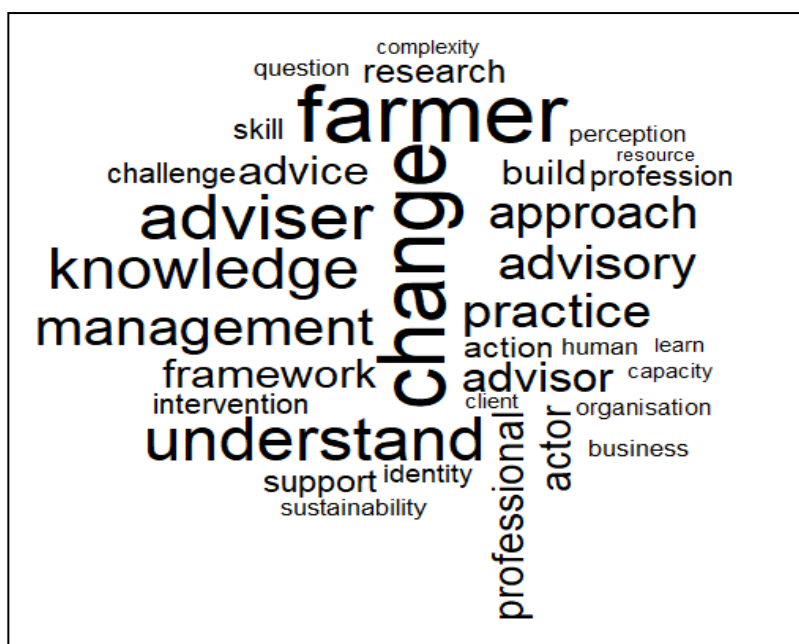 complexity
question research
farmer
skill perception
resource
challenge advice build profession
change
adviser approach
knowledge advisory
management practice
action human learn
framework advisor capacity
intervention client organisation
understand professional actor business
support identity
sustainability